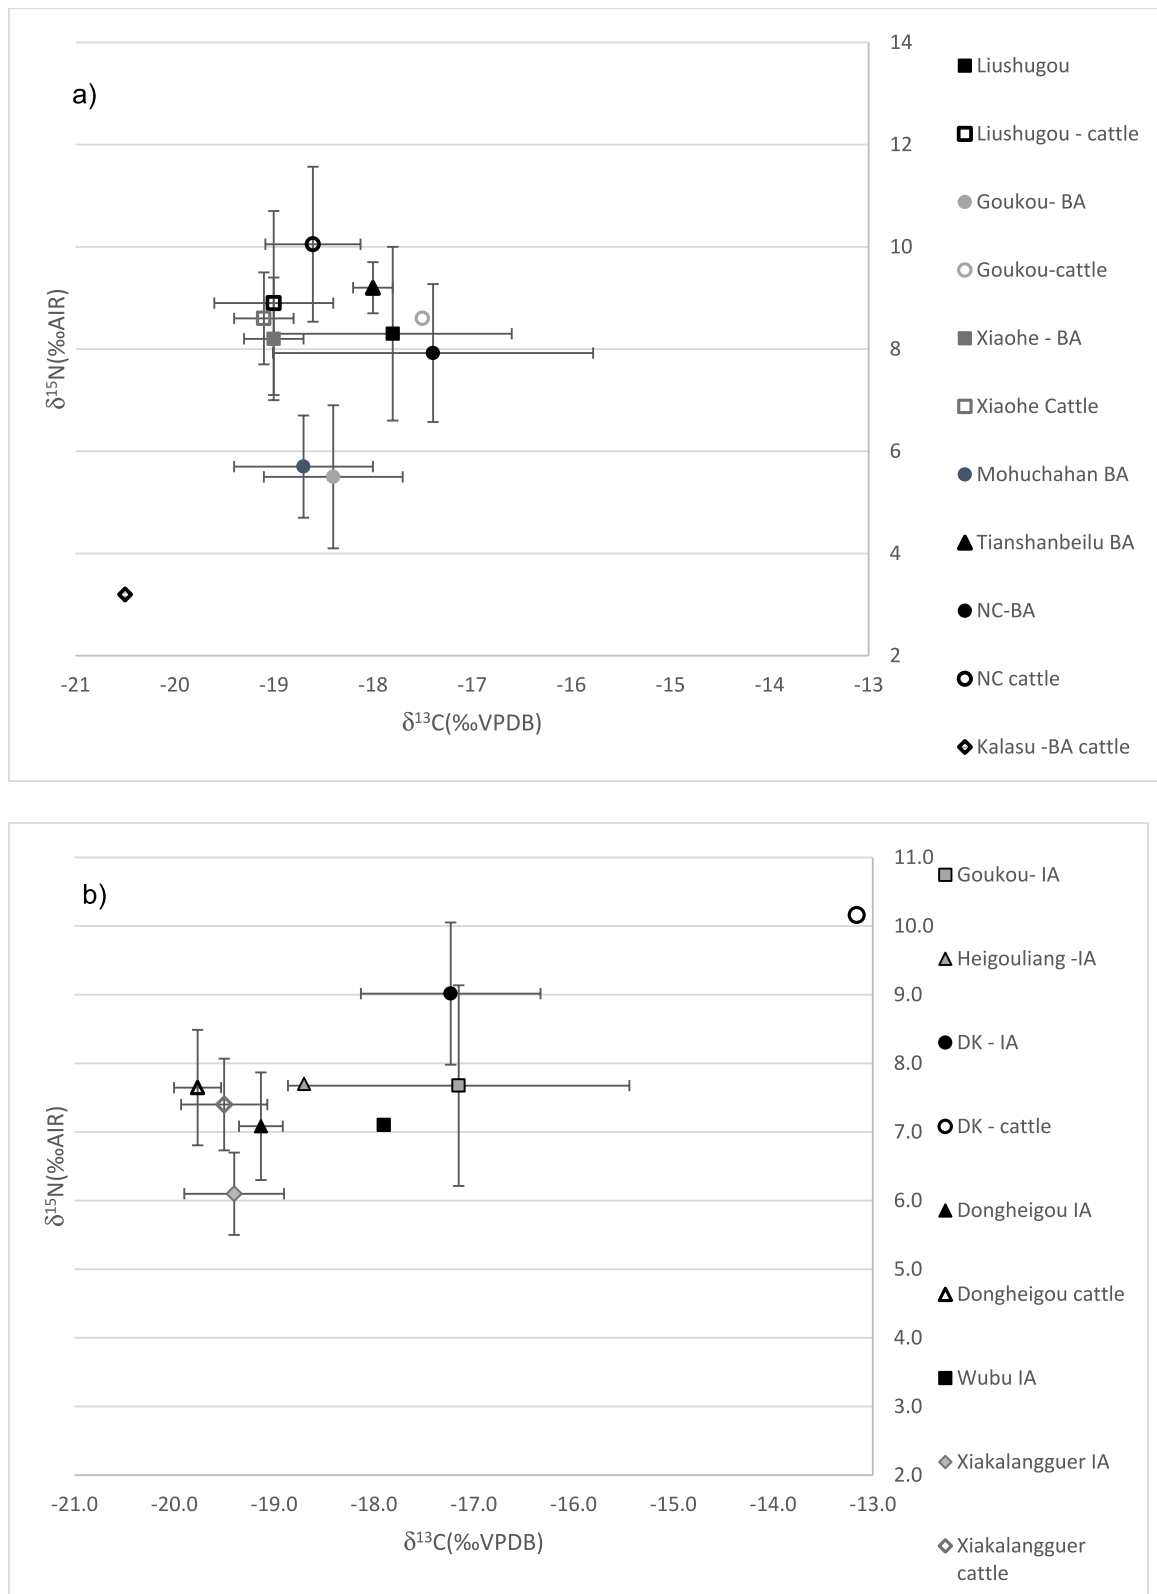 a)
14
12
10
8
6
4
2
-21 -20 -19 -18 -17 -16 -15 -14 -13
δ15N(‰AIR)
δ13C(‰VPDB)
Liushugou
Liushugou - cattle
Goukou- BA
Goukou-cattle
Xiaohe - BA
Xiaohe Cattle
Mohuchahan BA
Tianshanbeilu BA
NC-BA
NC cattle
Kalasu -BA cattle
b)
11.0
10.0
9.0
8.0
7.0
6.0
5.0
4.0
3.0
2.0
-21.0 -20.0 -19.0 -18.0 -17.0 -16.0 -15.0 -14.0 -13.0
δ15N(‰AIR)
δ13C(‰VPDB)
Goukou- IA
Heigouliang -IA
DK - IA
DK - cattle
Dongheigou IA
Dongheigou cattle
Wubu IA
Xiakalangguer IA
Xiakalangguer
cattle